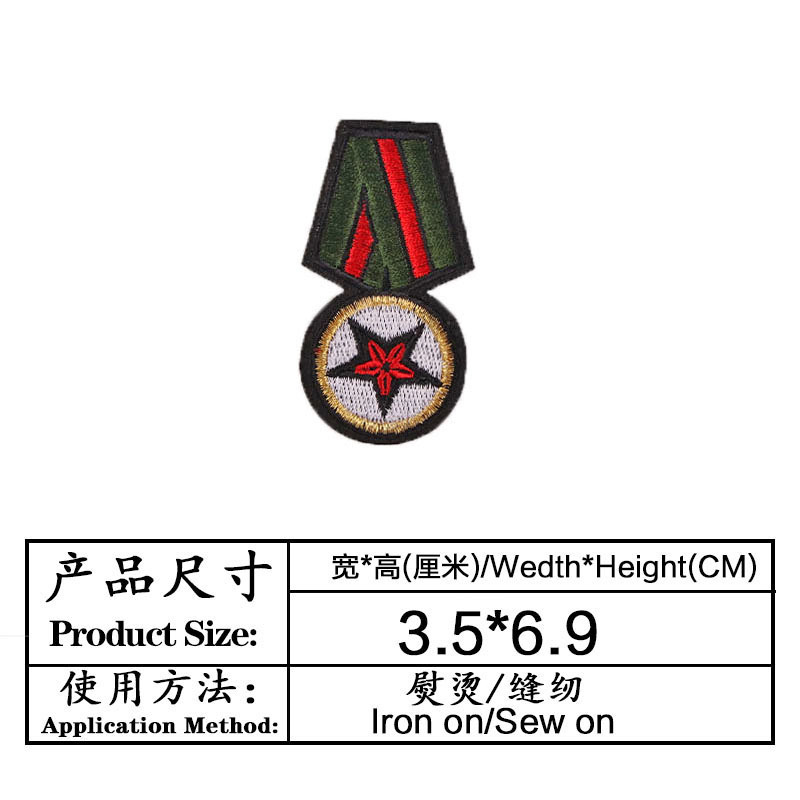 产品尺寸
Product Size:
宽*高(厘米)/Wedth*Height(CM)
3.5*6.9
使用方法：
Application Method:
熨烫/缝纫
Iron on/Sew on